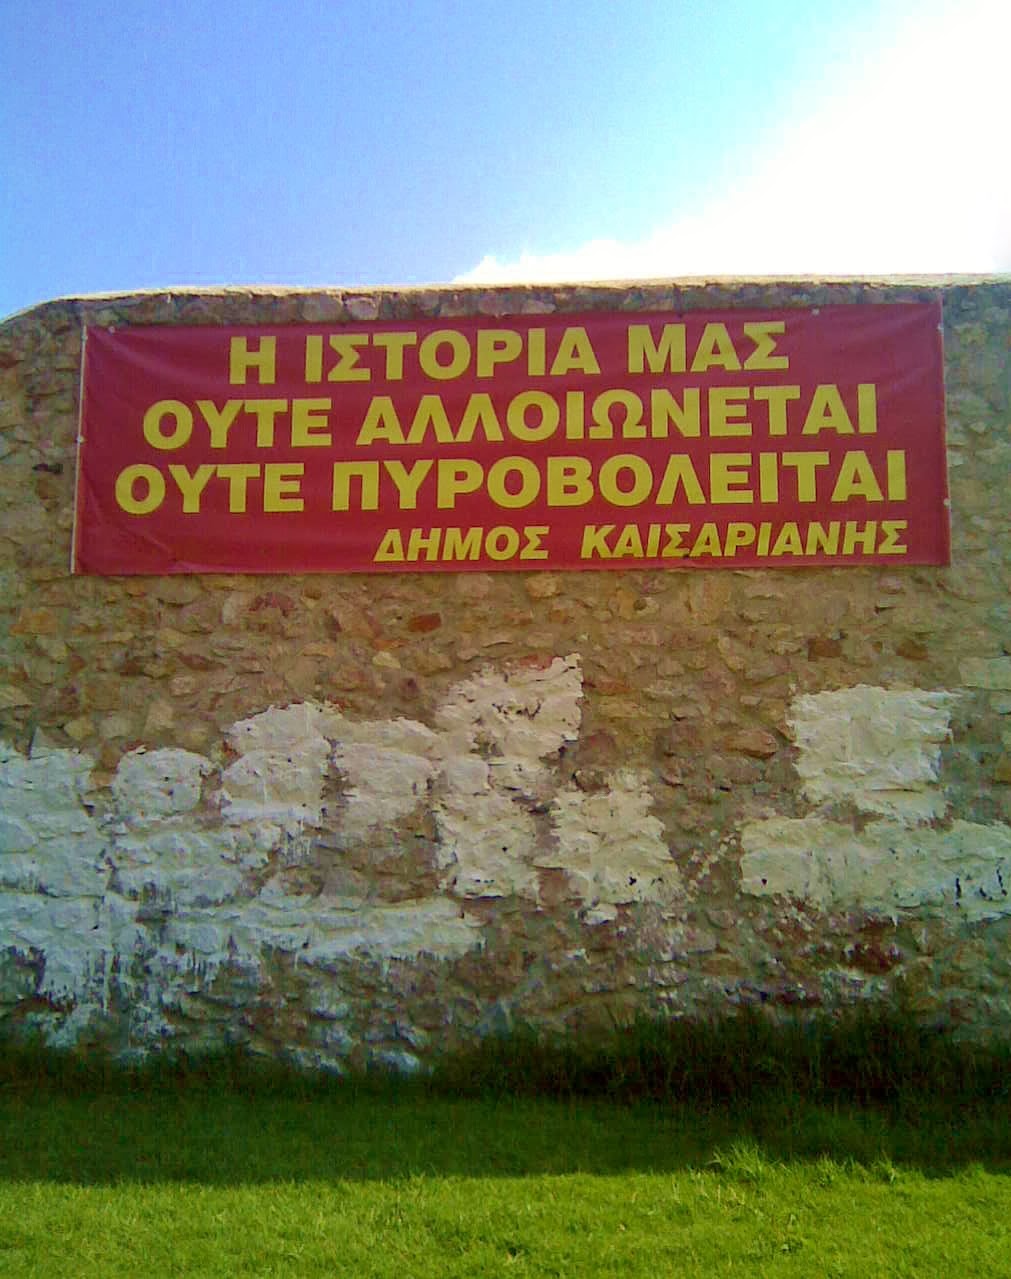 Η ΙΣΤΟΡΙΑ ΜΑΣ
ΟΥΤΕ ΑΛΛΟΙΩΝΕΤΑΙ
ΟΥΤΕ ΠΥΡΟΒΟΛΕΙΤΑΙ
ΔΗΜΟΣ ΚΑΙΣΑΡΙΑΝΗΣ